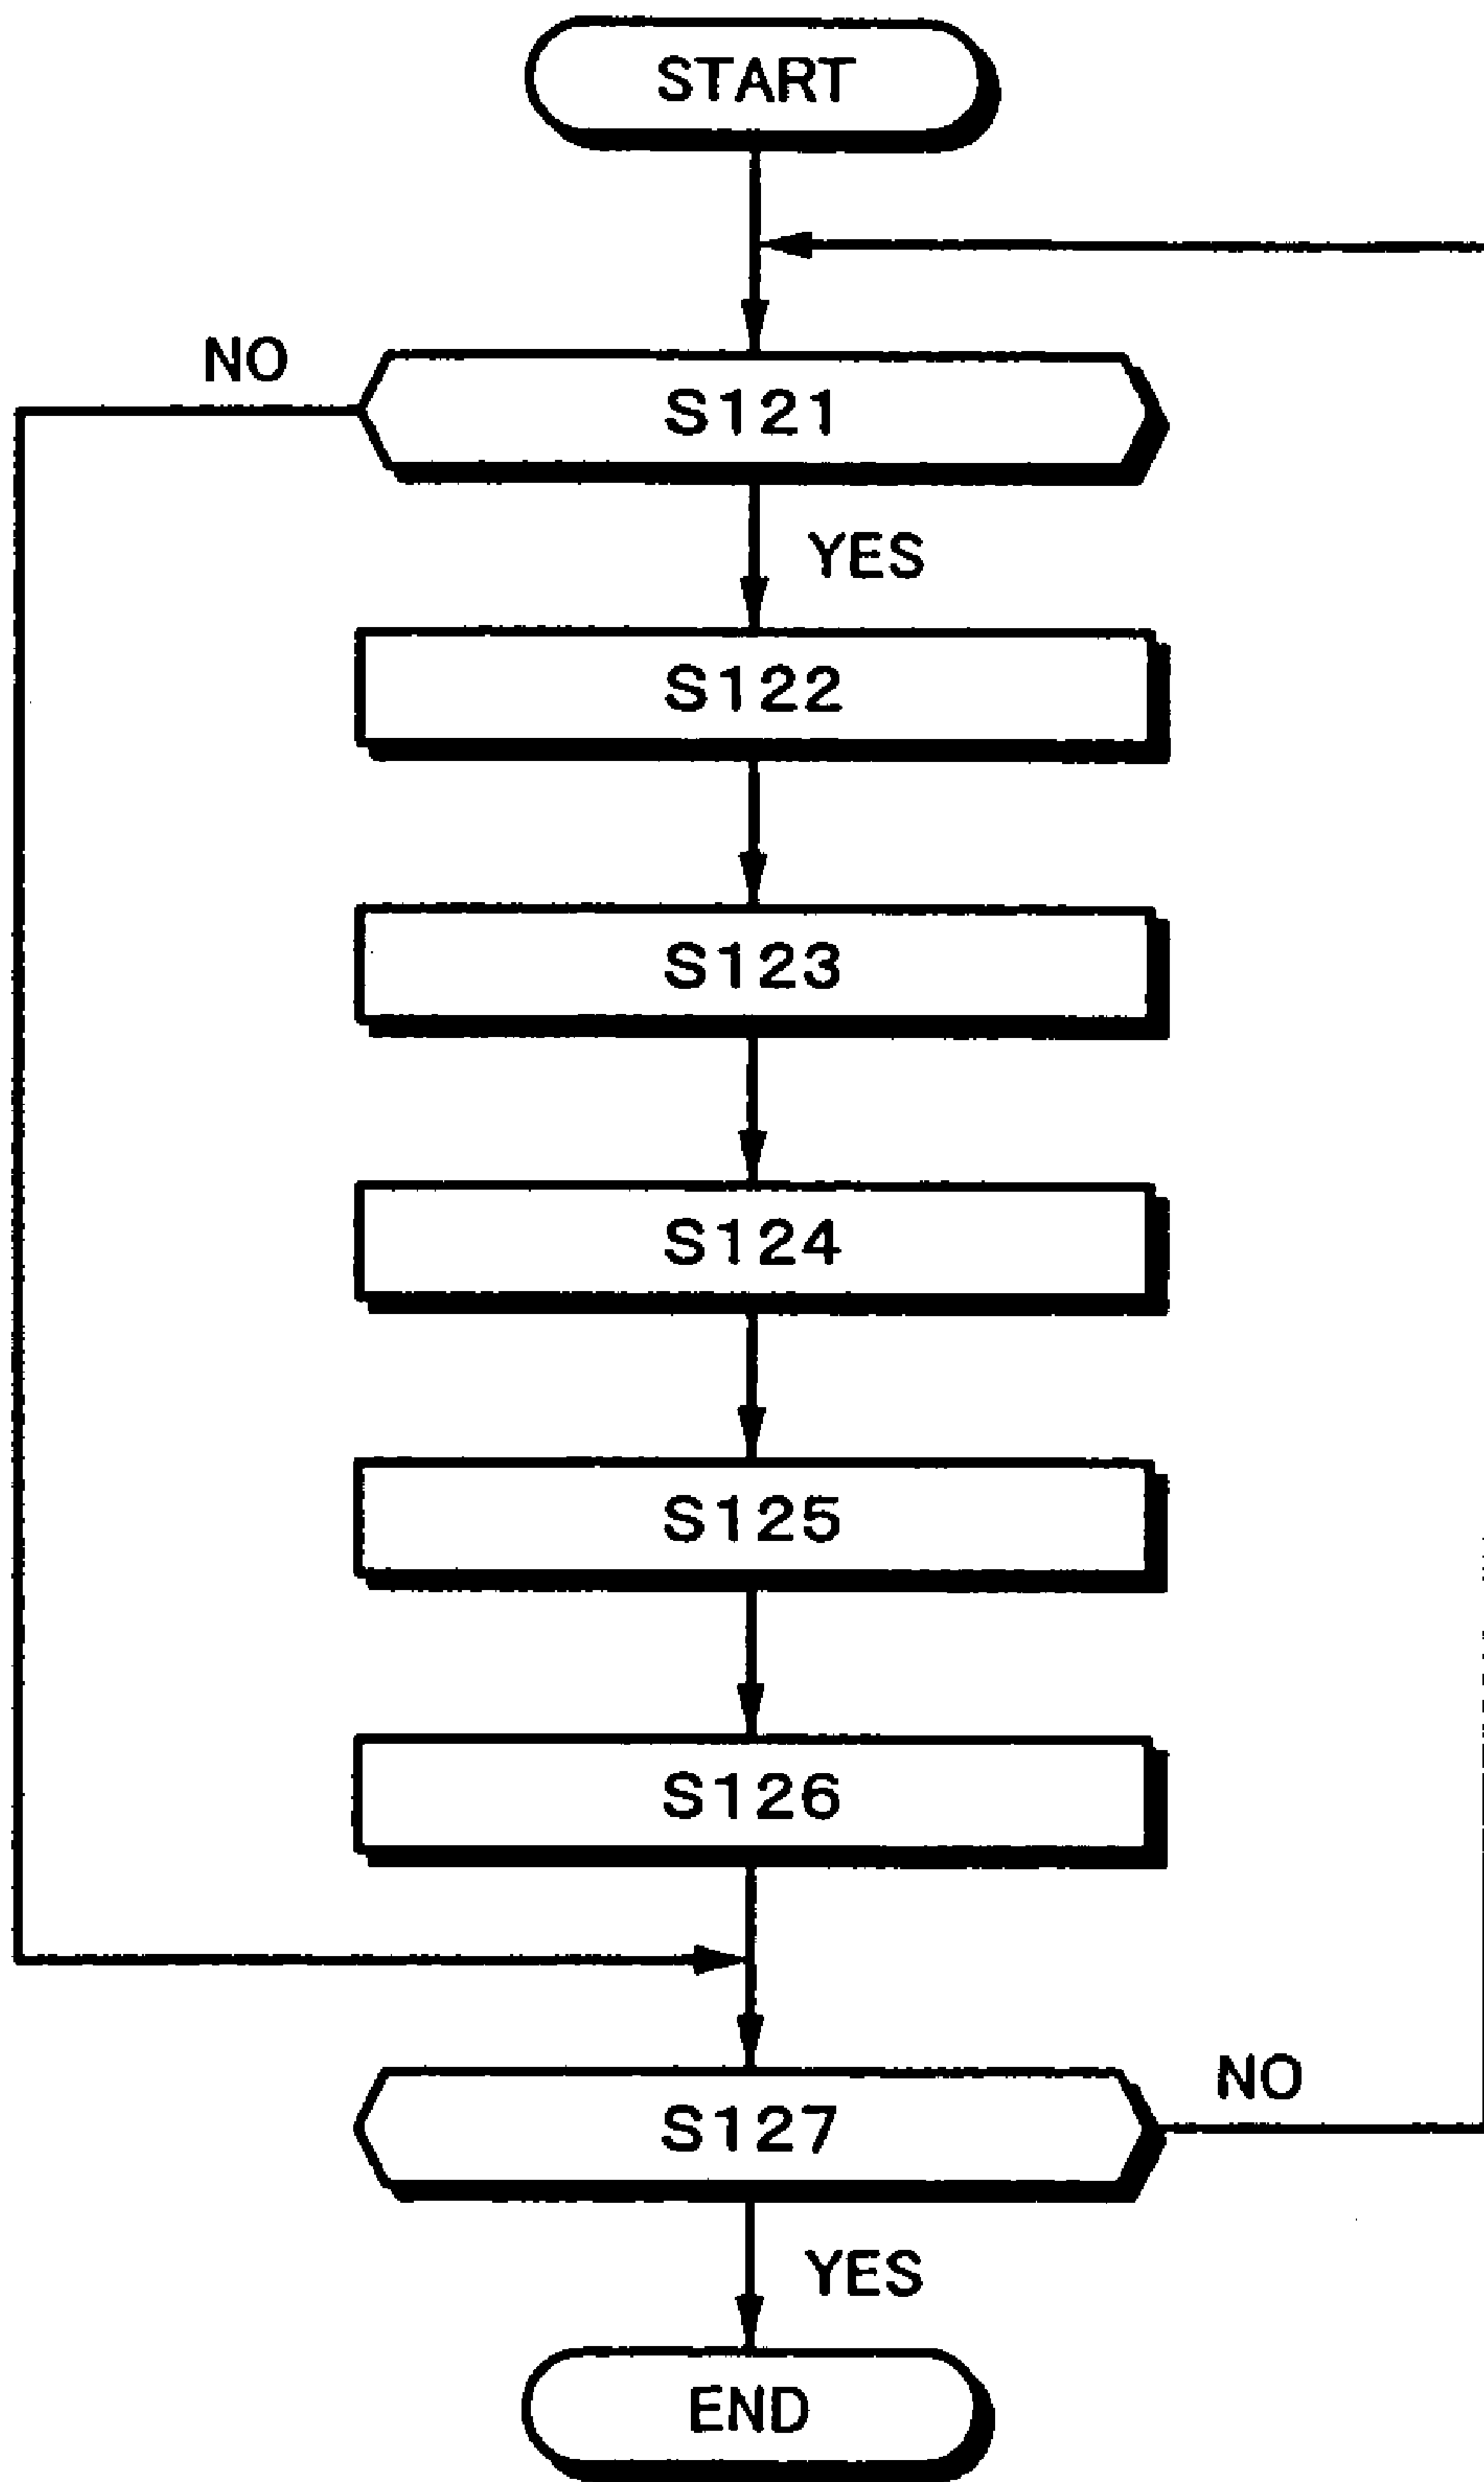 START
NO
S121
YES
S122
S123
S124
S125
S126
NO
S127
YES
END